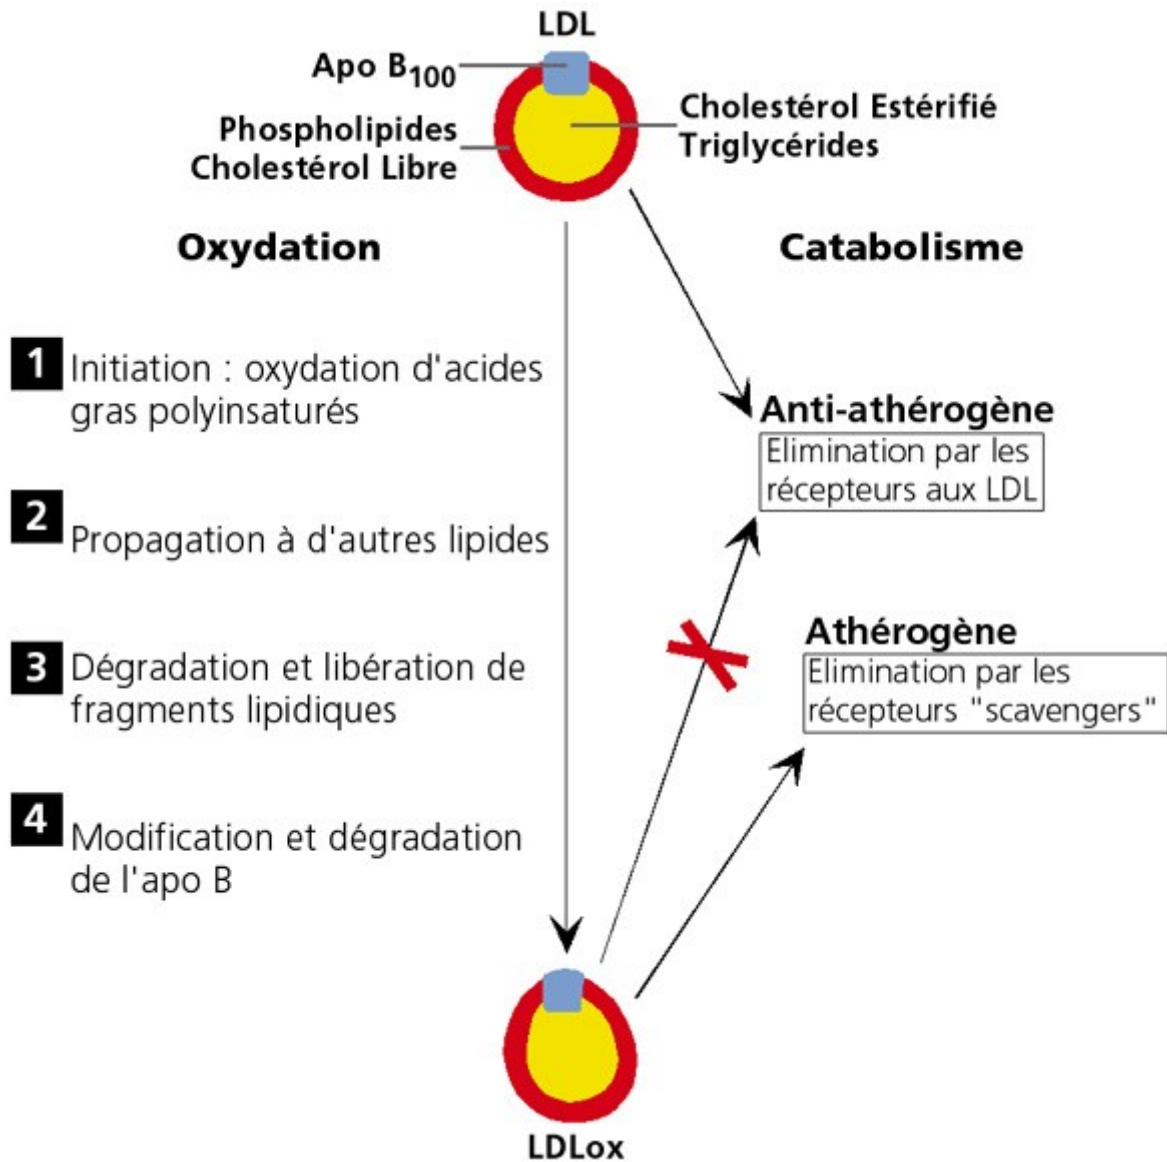 LDL
Apo B100
Phospholipides
Cholestérol Libre
Cholestérol Estérifié
Triglycérides
Oxydation
Catabolisme
1 Initiation : oxydation d'acides
gras polyinsaturés
2 Propagation à d'autres lipides
3 Dégradation et libération de
fragments lipidiques
4 Modification et dégradation
de l'apo B
Anti-athérogène
Elimination par les
récepteurs aux LDL
Athérogène
Elimination par les
récepteurs "scavengers"
LDLox